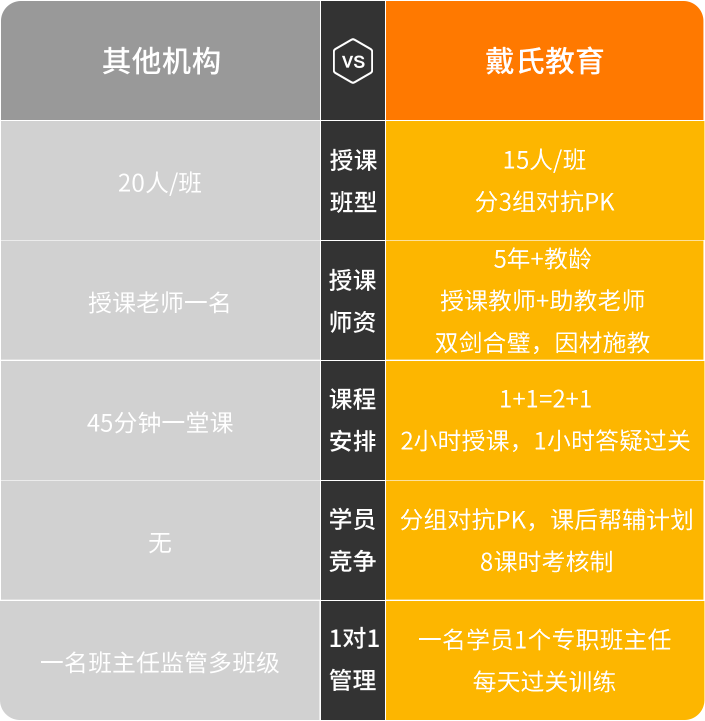 其他机构
VS
戴氏教育
20人/班
授课
班型
15人/班
分3组对抗PK
授课老师一名
授课
师资
5年+教龄
授课教师+助教老师
双剑合璧，因材施教
45分钟一堂课
课程
安排
1+1=2+1
2小时授课，1小时答疑过关
无
学员
竞争
分组对抗PK，课后帮辅计划
8课时考核制
一名班主任监管多班级
1对1
管理
一名学员1个专职班主任
每天过关训练